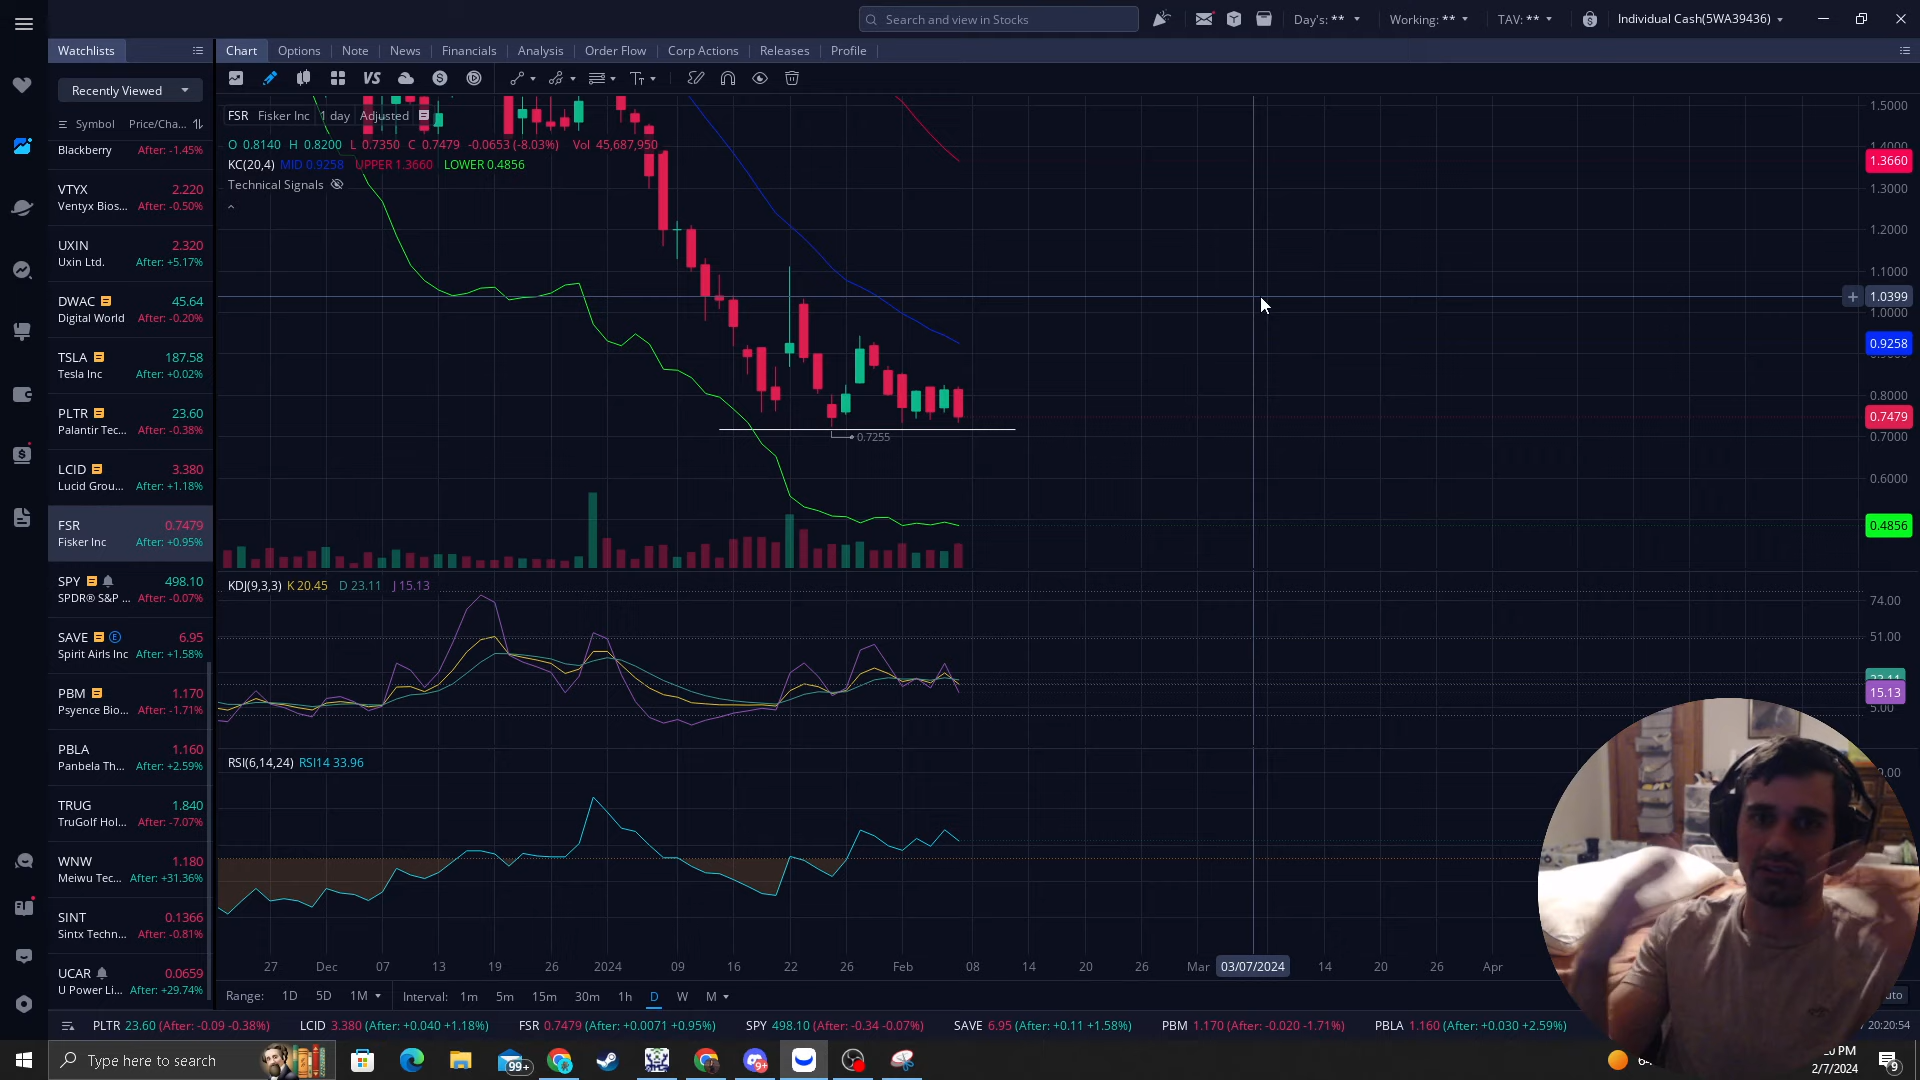 Search and view in Stocks
Day's: **
Working: **
TAV: **
Individual Cash(5WA39436)
Watchlists
Chart Options Note News Financials Analysis Order Flow Corp Actions Releases Profile
Recently Viewed
VS
Symbol Price/Cha...
Blackberry After: -1.45%
VTYX 2.220
Ventyx Bios... After: -0.50%
UXIN 2.320
Uxin Ltd. After: +5.17%
DWAC 45.64
Digital World After: -0.20%
TSLA 187.58
Tesla Inc After: +0.02%
PLTR 23.60
Palantir Tec... After: -0.38%
LCID 3.380
Lucid Grou... After: +1.18%
FSR 0.7479
Fisker Inc After: +0.95%
SPY 498.10
SPDR® S&P ... After: -0.07%
SAVE E 6.95
Spirit Airls Inc After: +1.58%
PBM 1.170
Psyence Bio... After: -1.71%
PBLA 1.160
Panbela Th... After: +2.59%
TRUG 1.840
TruGolf Hol... After: -7.07%
WNW 1.180
Meiwu Tec... After: +31.36%
SINT 0.1366
Sintx Techn... After: -0.81%
UCAR 0.0659
U Power Li... After: +29.74%
FSR Fisker Inc 1 day Adjusted
O 0.8140 H 0.8200 L 0.7350 C 0.7479 -0.0653 (-8.03%) Vol 45,687,950
KC(20,4) MID 0.9258 UPPER 1.3660 LOWER 0.4856
Technical Signals
0.7255
1.5000
1.3660
1.3000
1.2000
1.1000
1.0399
1.0000
0.9258
0.8000
0.7479
0.7000
0.6000
0.4856
KDJ(9,3,3) K 20.45 D 23.11 J 15.13
74.00
51.00
15.13
5.00
RSI(6,14,24) RSI14 33.96
27 Dec 07 13 19 26 2024 09 16 22 26 Feb 08 14 20 26 Mar 03/07/2024 14 20 26 Apr
Range: 1D 5D 1M Interval: 1m 5m 15m 30m 1h D W M
PLTR 23.60 (After: -0.09 -0.38%) LCID 3.380 (After: +0.040 +1.18%) FSR 0.7479 (After: +0.0071 +0.95%) SPY 498.10 (After: -0.34 -0.07%) SAVE 6.95 (After: +0.11 +1.58%) PBM 1.170 (After: -0.020 -1.71%) PBLA 1.160 (After: +0.030 +2.59%) 20:20:54
Type here to search
99+
9+
PM
2/7/2024
9